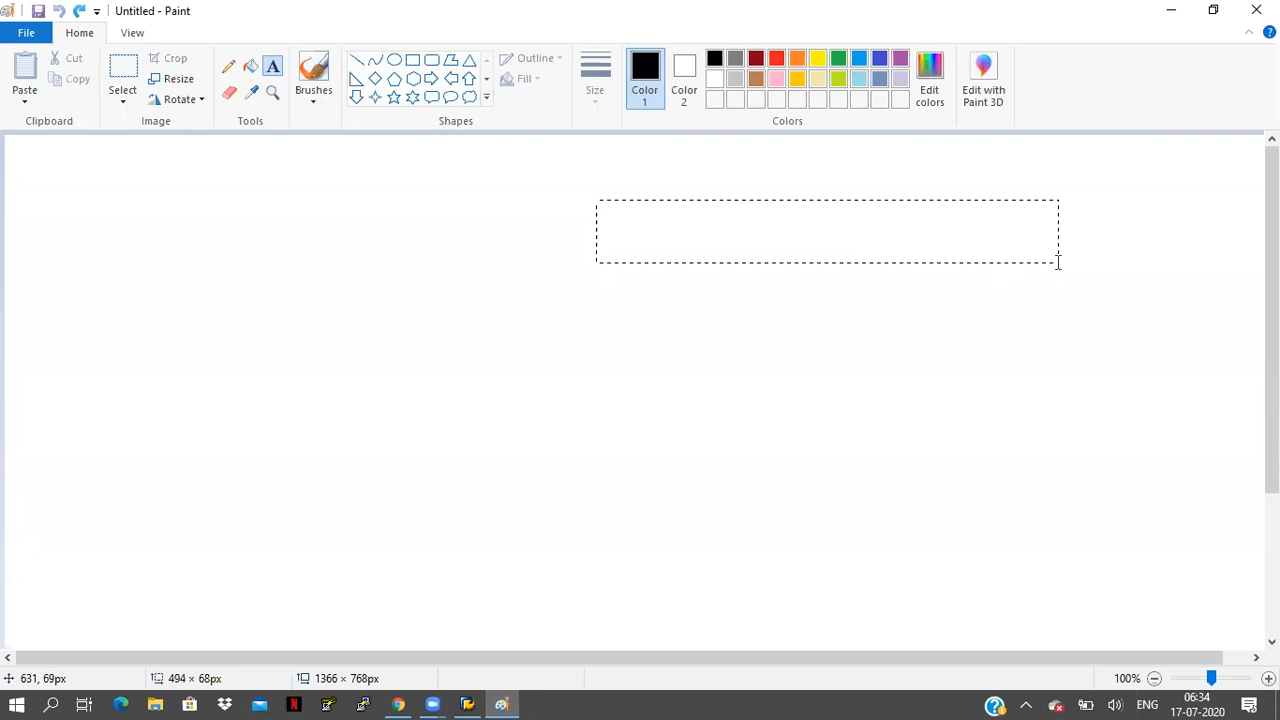 Untitled - Paint
File
Home
View
Paste
Cut
Copy
Clipboard
Select
Crop
Resize
Rotate
Image
A
Tools
Brushes
Shapes
Outline
Fill
Size
Color
1
Color
2
Edit
colors
Colors
Edit with
Paint 3D
631, 69px
494 × 68px
1366 × 768px
100%
ENG
06:34
17-07-2020